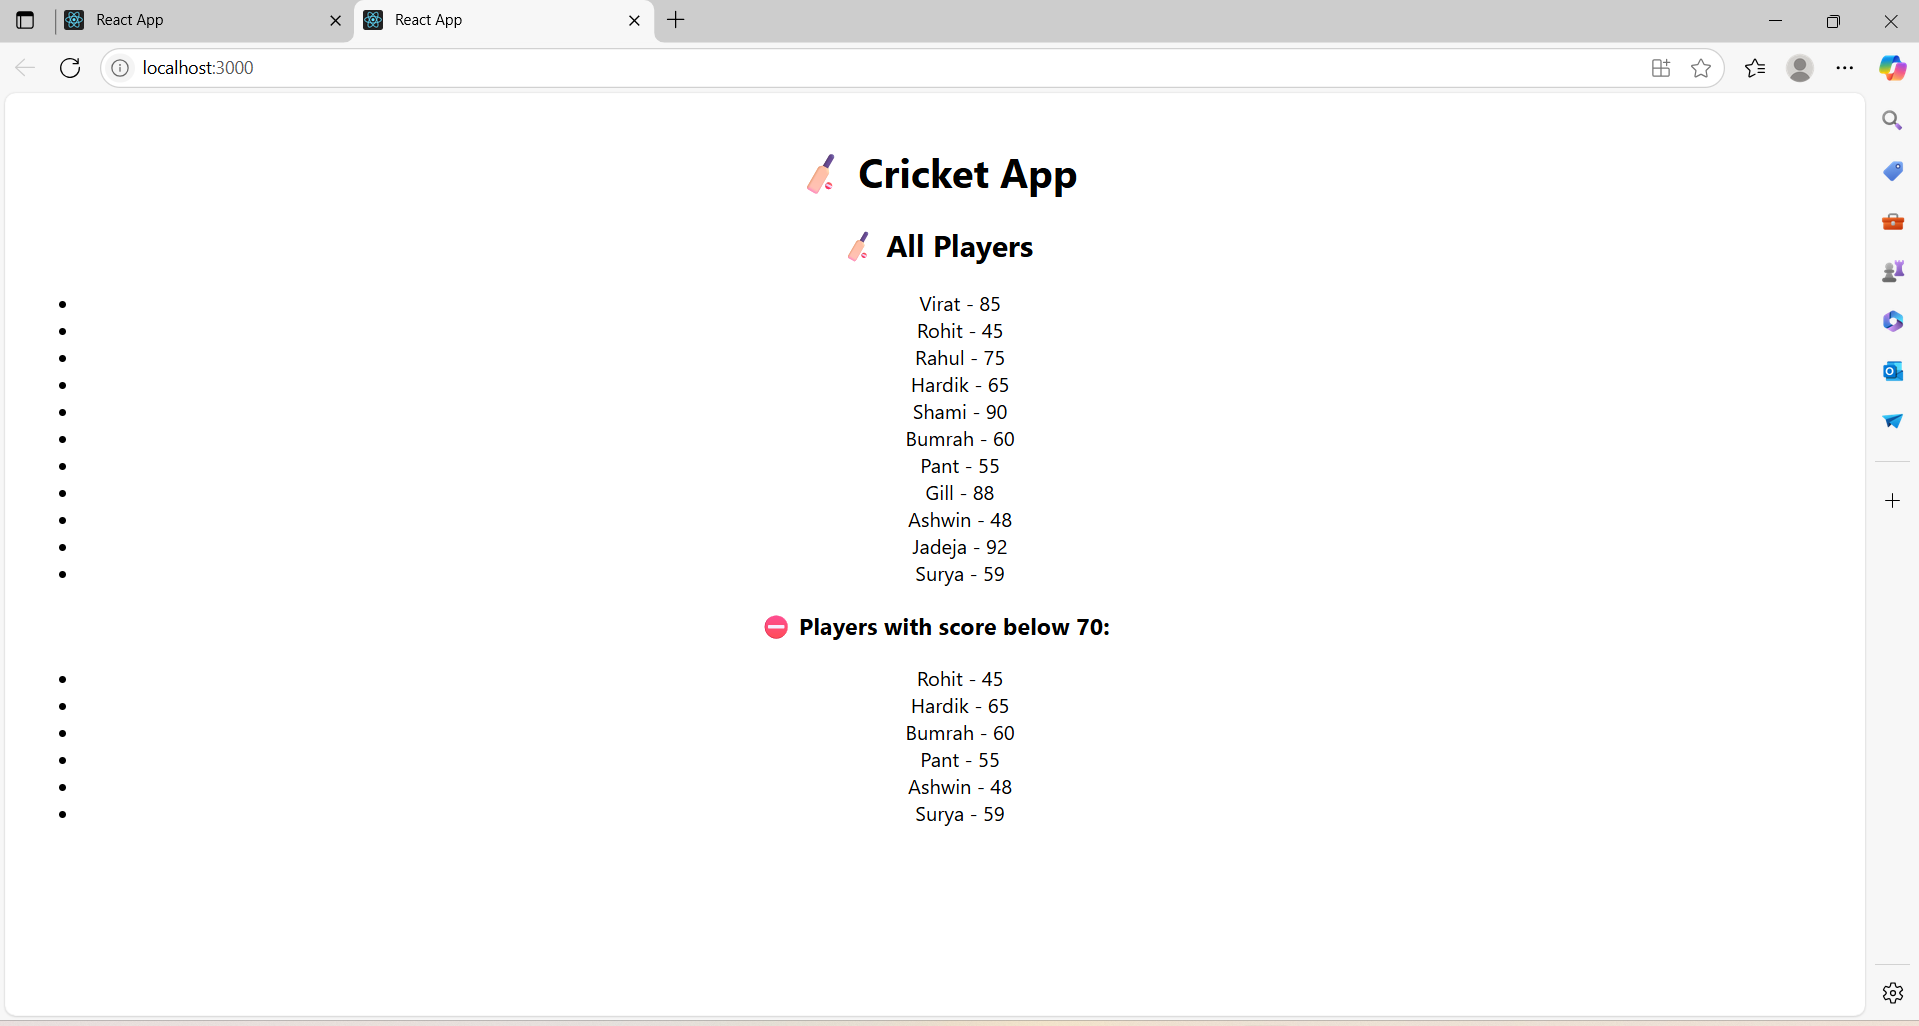 React App
React App
localhost:3000
Cricket App
All Players
Virat - 85
Rohit - 45
Rahul - 75
Hardik - 65
Shami - 90
Bumrah - 60
Pant - 55
Gill - 88
Ashwin - 48
Jadeja - 92
Surya - 59
Players with score below 70:
Rohit - 45
Hardik - 65
Bumrah - 60
Pant - 55
Ashwin - 48
Surya - 59